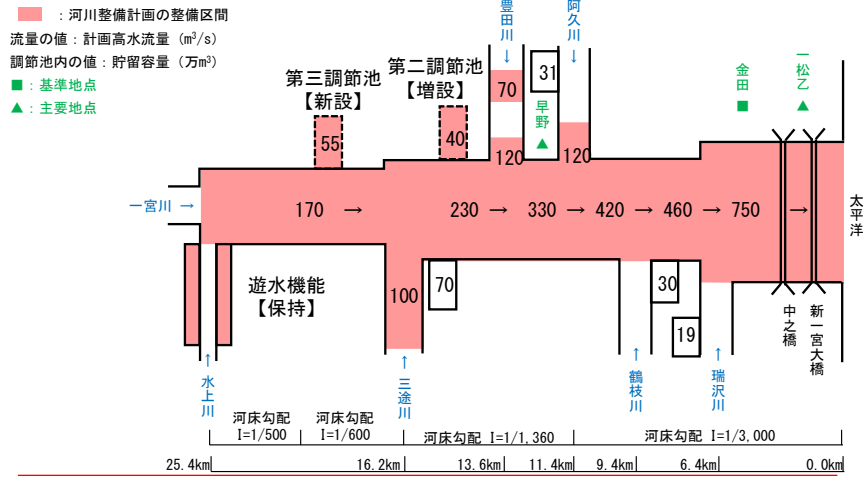 ：河川整備計画の整備区間
流量の値：計画高水流量（m³/s）
調節池内の値：貯留容量（万m³）
■：基準地点
▲：主要地点
豊田川
↓
阿久川
↓
第三調節池
【新設】
第二調節池
【増設】
55
40
70
120
31
早野
▲
120
金田
■
一松乙
▲
一宮川 →
170 →
230 →
330 →
420 →
460 →
750 →
太平洋
遊水機能
【保持】
100
70
30
19
中之橋
新一宮大橋
↑
水上川
↑
三途川
↑
鶴枝川
↑
瑞沢川
河床勾配
I=1/500
河床勾配
I=1/600
河床勾配 I=1/1,360
河床勾配 I=1/3,000
25.4km
16.2km
13.6km
11.4km
9.4km
6.4km
0.0km